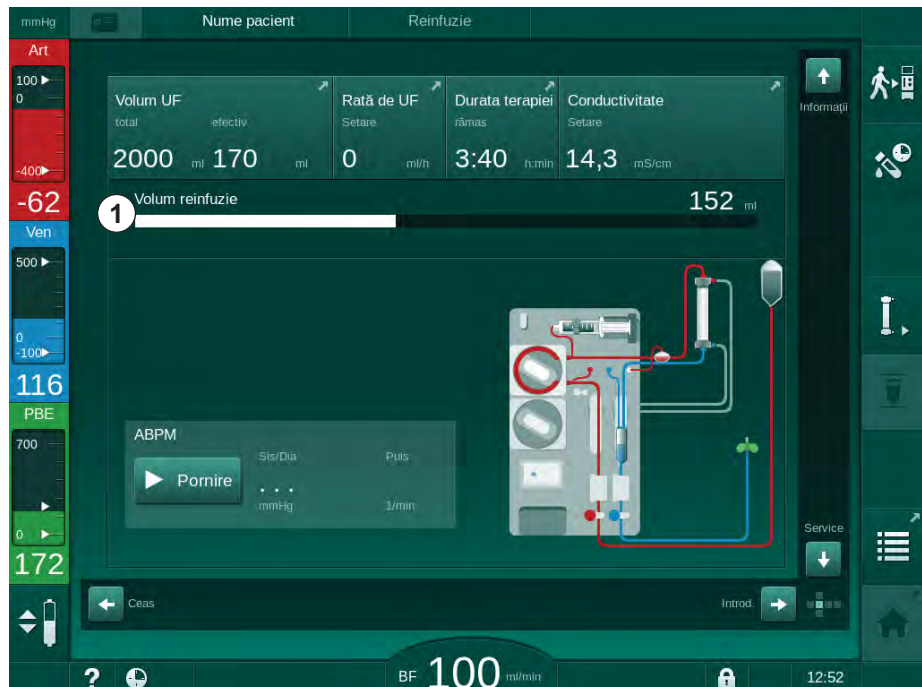 mmHg
Nume pacient
Reinfuzie
Art
100
0
-400
-62
Ven
500
0
-100
116
PBE
700
0
172
Volum UF
total efectiv
2000 ml 170 ml
Rată de UF
Setare
0 ml/h
Durata terapiei
rămas
3:40 h:min
Conductivitate
Setare
14,3 mS/cm
Informații
1
Volum reinfuzie
152 ml
ABPM
Sis/Dia Puls
Pornire
. . .
mmHg 1/min
Service
Ceas
Introd.
? BF 100 ml/min 12:52